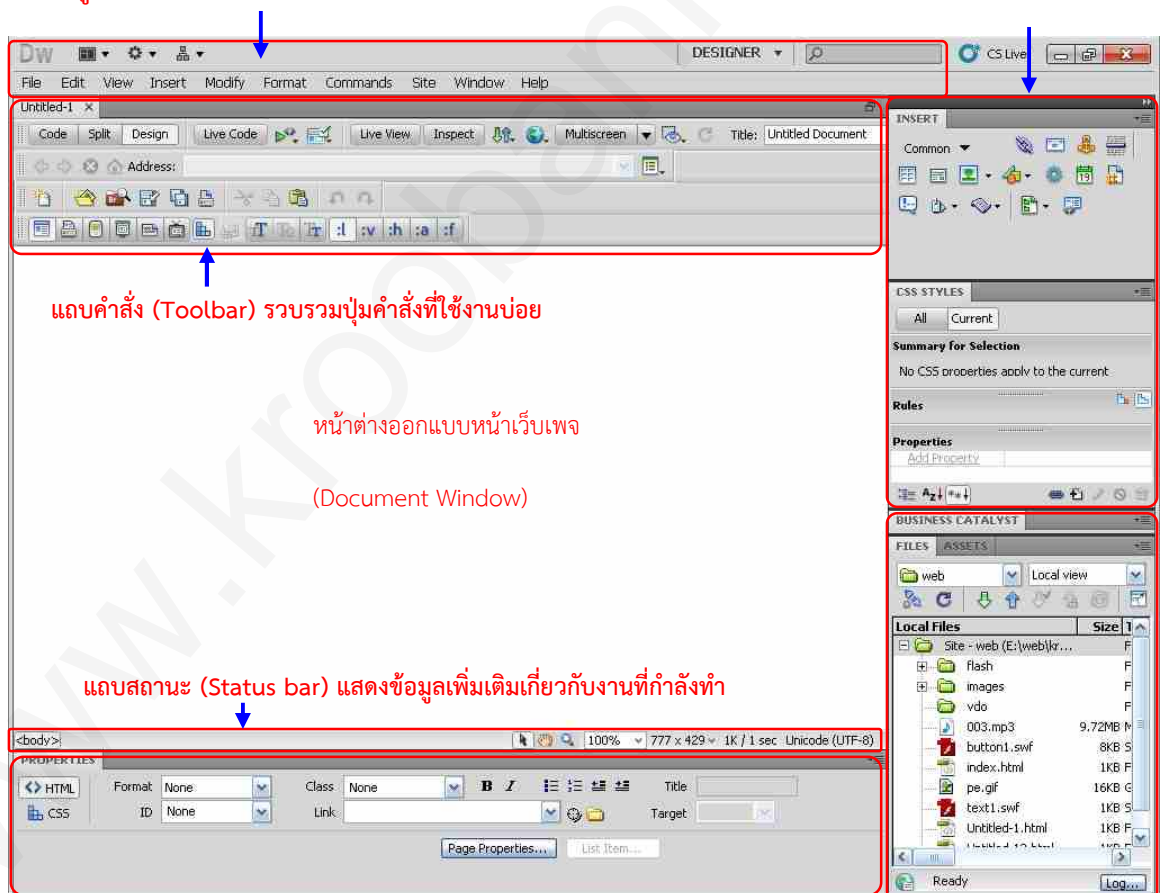 Dw
DESIGNER
CS Live
File Edit View Insert Modify Format Commands Site Window Help
Untitled-1 ×
Code Split Design Live Code Live View Inspect Multiscreen Title: Untitled Document
Address:
:l :v :h :a :f
แถบคำสั่ง (Toolbar) รวบรวมปุ่มคำสั่งที่ใช้งานบ่อย
หน้าต่างออกแบบหน้าเว็บเพจ
(Document Window)
แถบสถานะ (Status bar) แสดงข้อมูลเพิ่มเติมเกี่ยวกับงานที่กำลังทำ
<body>
100% 777 x 429 1K / 1 sec Unicode (UTF-8)
PROPERTIES
HTML Format None Class None B I Title
CSS ID None Link Target
Page Properties... List Item...
INSERT
Common
19
CSS STYLES
All Current
Summary for Selection
No CSS properties apply to the current
Rules
Properties
Add Property
BUSINESS CATALYST
FILES ASSETS
web Local view
Local Files Size
Site - web (E:\web\kr... F
flash F
images F
vdo F
003.mp3 9.72MB
button1.swf 8KB S
index.html 1KB F
pe.gif 16KB G
text1.swf 1KB S
Untitled-1.html 1KB F
Ready Log...